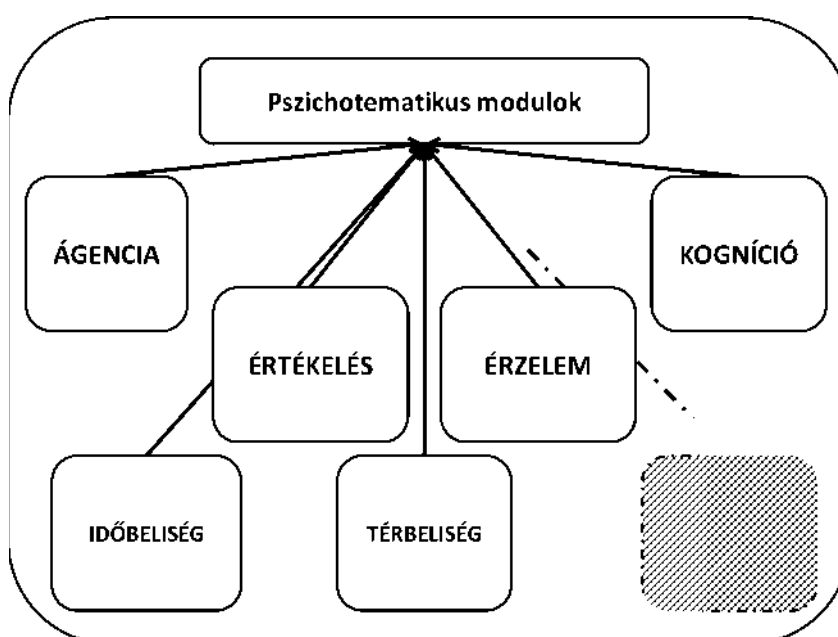 Pszichotematikus modulok
ÁGENCIA
KOGNÍCIÓ
ÉRTÉKELÉS
ÉRZELEM
IDŐBELISÉG
TÉRBELISÉG